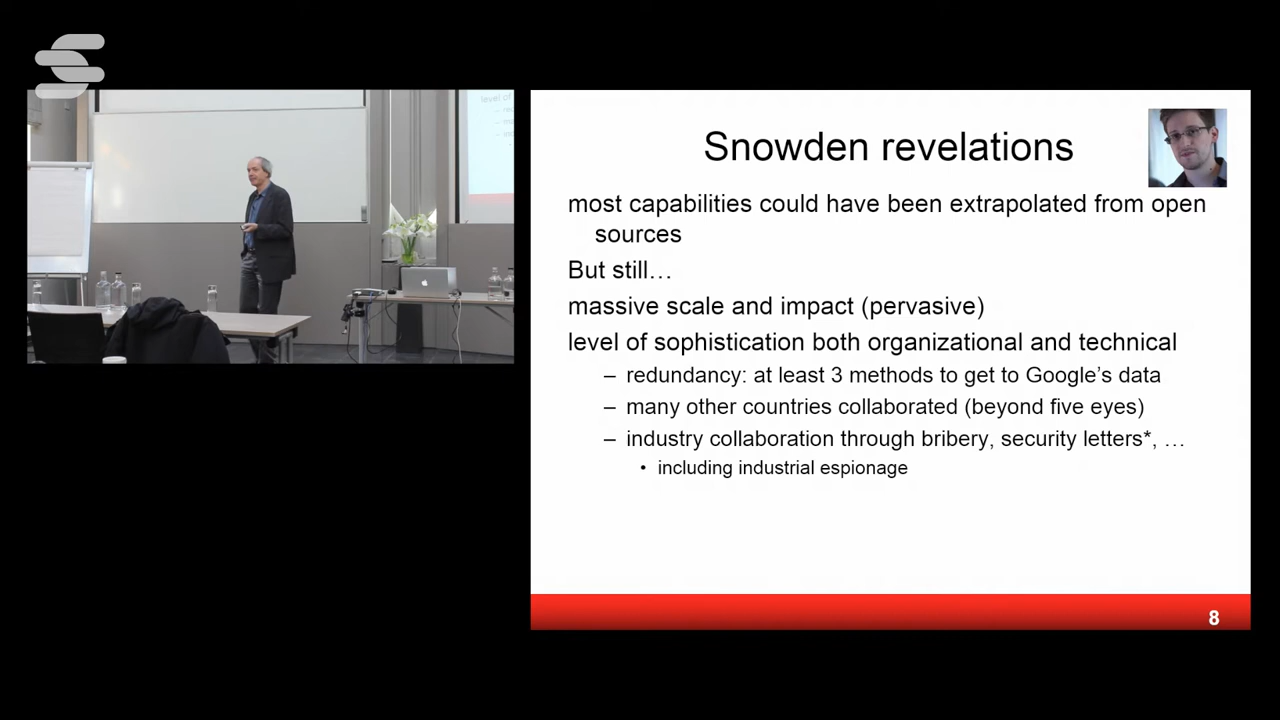 Snowden revelations
most capabilities could have been extrapolated from open
sources
But still…
massive scale and impact (pervasive)
level of sophistication both organizational and technical
– redundancy: at least 3 methods to get to Google’s data
– many other countries collaborated (beyond five eyes)
– industry collaboration through bribery, security letters*, …
• including industrial espionage
8
level of